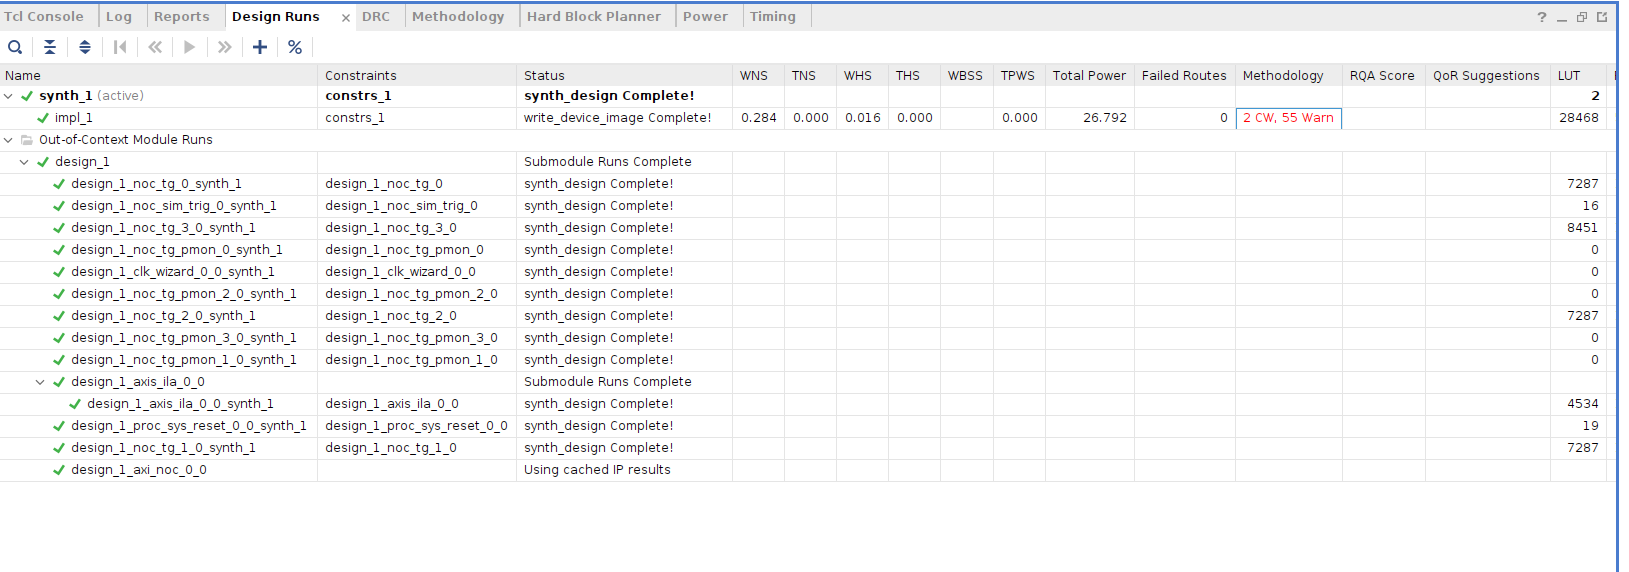 Tcl Console Log Reports Design Runs × DRC Methodology Hard Block Planner Power Timing ?
Name Constraints Status WNS TNS WHS THS WBSS TPWS Total Power Failed Routes Methodology RQA Score QoR Suggestions LUT
synth_1 (active) constrs_1 synth_design Complete! 2
impl_1 constrs_1 write_device_image Complete! 0.284 0.000 0.016 0.000 0.000 26.792 0 2 CW, 55 Warn 28468
Out-of-Context Module Runs
design_1 Submodule Runs Complete
design_1_noc_tg_0_synth_1 design_1_noc_tg_0 synth_design Complete! 7287
design_1_noc_sim_trig_0_synth_1 design_1_noc_sim_trig_0 synth_design Complete! 16
design_1_noc_tg_3_0_synth_1 design_1_noc_tg_3_0 synth_design Complete! 8451
design_1_noc_tg_pmon_0_synth_1 design_1_noc_tg_pmon_0 synth_design Complete! 0
design_1_clk_wizard_0_0_synth_1 design_1_clk_wizard_0_0 synth_design Complete! 0
design_1_noc_tg_pmon_2_0_synth_1 design_1_noc_tg_pmon_2_0 synth_design Complete! 0
design_1_noc_tg_2_0_synth_1 design_1_noc_tg_2_0 synth_design Complete! 7287
design_1_noc_tg_pmon_3_0_synth_1 design_1_noc_tg_pmon_3_0 synth_design Complete! 0
design_1_noc_tg_pmon_1_0_synth_1 design_1_noc_tg_pmon_1_0 synth_design Complete! 0
design_1_axis_ila_0_0 Submodule Runs Complete
design_1_axis_ila_0_0_synth_1 design_1_axis_ila_0_0 synth_design Complete! 4534
design_1_proc_sys_reset_0_0_synth_1 design_1_proc_sys_reset_0_0 synth_design Complete! 19
design_1_noc_tg_1_0_synth_1 design_1_noc_tg_1_0 synth_design Complete! 7287
design_1_axi_noc_0_0 Using cached IP results